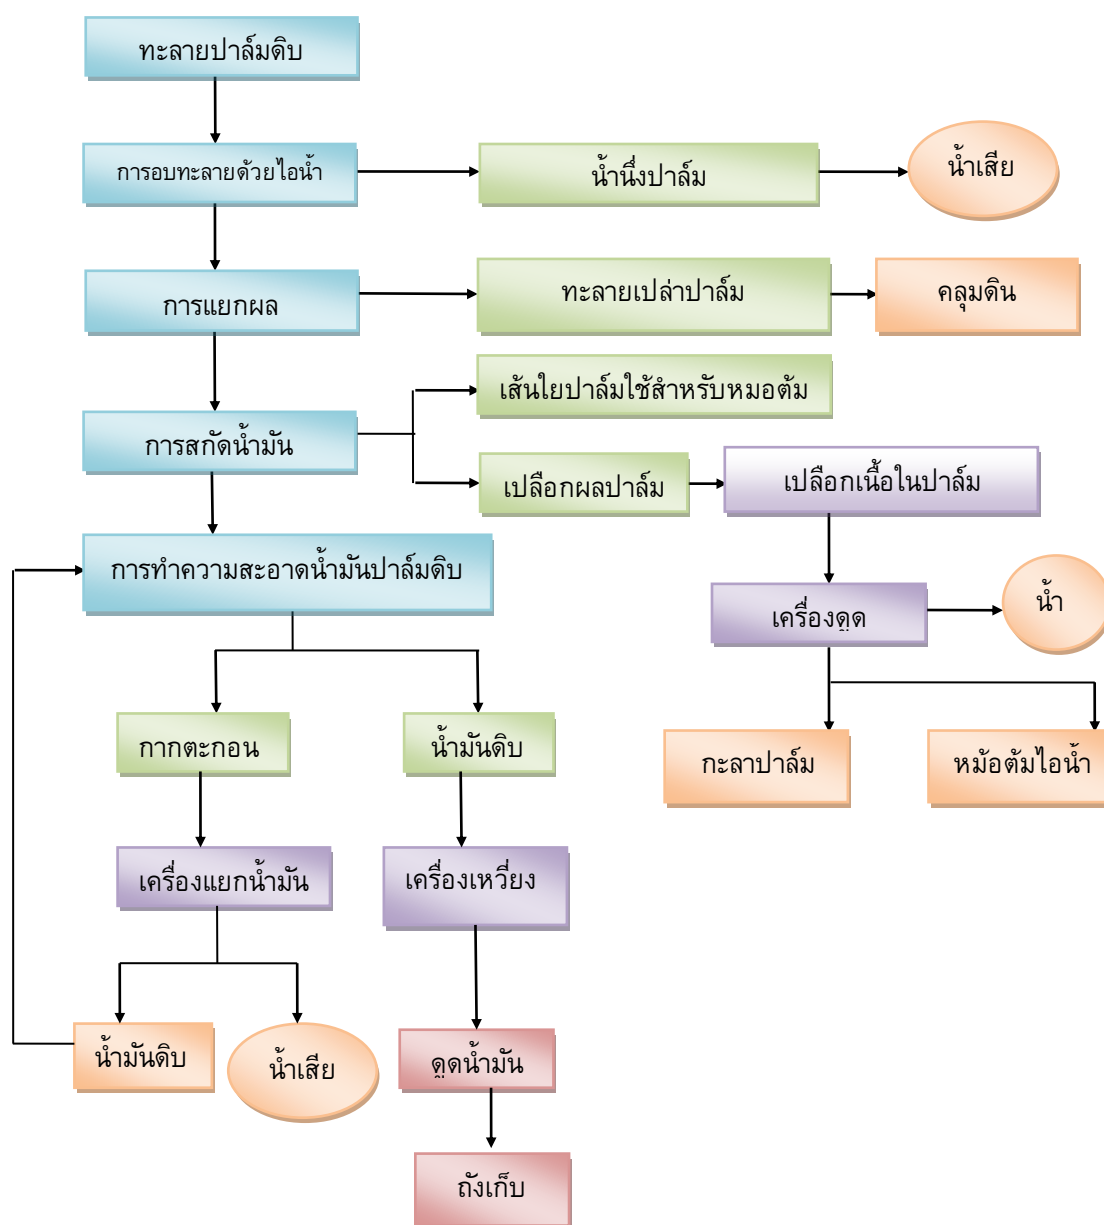 ทะลายปาล์มดิบ
การอบทะลายด้วยไอน้ำ
น้ำนึ่งปาล์ม
น้ำเสีย
การแยกผล
ทะลายเปล่าปาล์ม
คลุมดิน
เส้นใยปาล์มใช้สำหรับหมอต้ม
การสกัดน้ำมัน
เปลือกผลปาล์ม
เปลือกเนื้อในปาล์ม
การทำความสะอาดน้ำมันปาล์มดิบ
เครื่องดูด
น้ำ
กากตะกอน
น้ำมันดิบ
กะลาปาล์ม
หม้อต้มไอน้ำ
เครื่องแยกน้ำมัน
เครื่องเหวี่ยง
น้ำมันดิบ
น้ำเสีย
ดูดน้ำมัน
ถังเก็บ